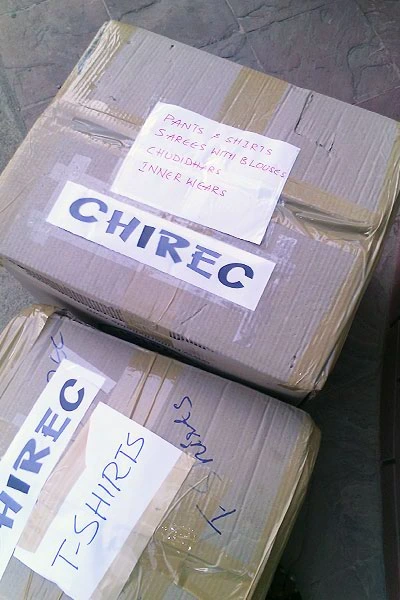 PANTS & SHIRTS
SAREES WITH BLOUSES
CHUDIDHARS
INNER WEARS
CHIREC
HIREC
T-SHIRTS